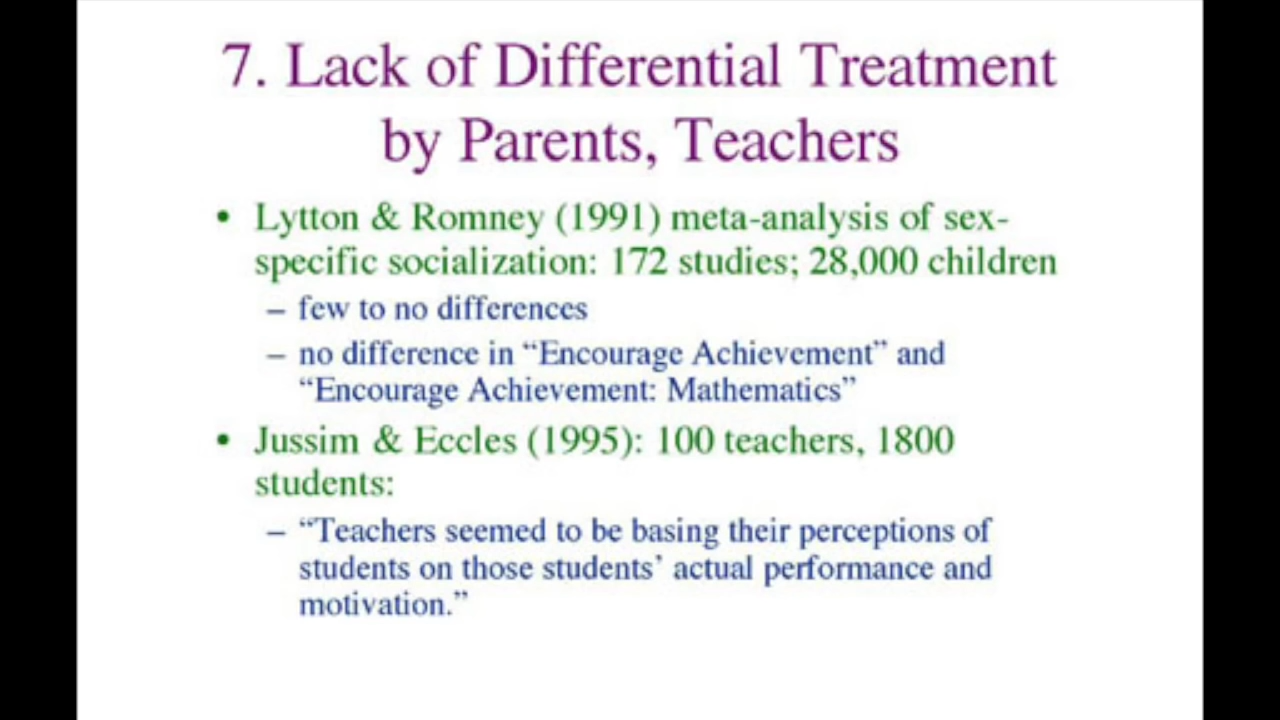 7. Lack of Differential Treatment
by Parents, Teachers
• Lytton & Romney (1991) meta-analysis of sex-
specific socialization: 172 studies; 28,000 children
– few to no differences
– no difference in “Encourage Achievement” and
“Encourage Achievement: Mathematics”
• Jussim & Eccles (1995): 100 teachers, 1800
students:
– “Teachers seemed to be basing their perceptions of
students on those students’ actual performance and
motivation.”